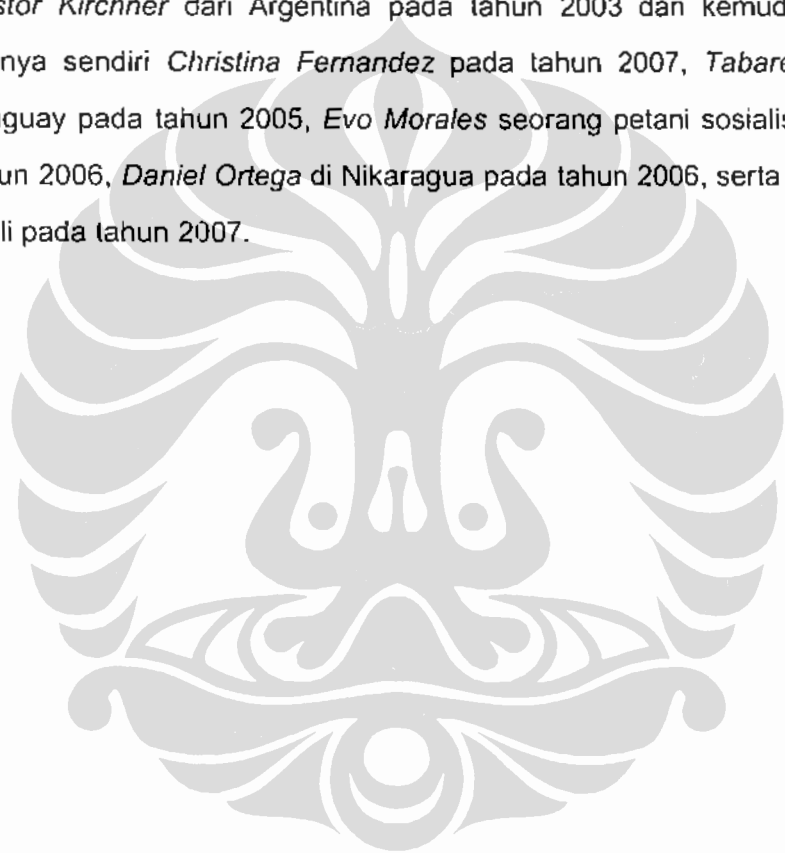 stor Kirchner dari Argentina pada tahun 2003 dan kemud
nya sendiri Christina Fernandez pada tahun 2007, Tabare
guay pada tahun 2005, Evo Morales seorang petani sosialis
un 2006, Daniel Ortega di Nikaragua pada tahun 2006, serta
li pada tahun 2007.